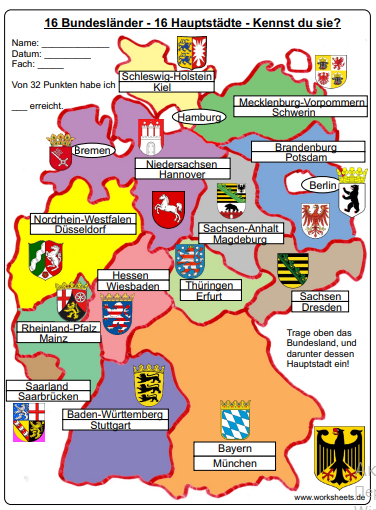 16 Bundesländer - 16 Hauptstädte - Kennst du sie?
Name: _______________
Datum: __________
Fach: _____
Von 32 Punkten habe ich
___ erreicht.
Schleswig-Holstein
Kiel
Hamburg
Mecklenburg-Vorpommern
Schwerin
Bremen
Niedersachsen
Hannover
Brandenburg
Potsdam
Berlin
Nordrhein-Westfalen
Düsseldorf
Sachsen-Anhalt
Magdeburg
Hessen
Wiesbaden
Thüringen
Erfurt
Sachsen
Dresden
Rheinland-Pfalz
Mainz
Trage oben das
Bundesland, und
darunter dessen
Hauptstadt ein!
Saarland
Saarbrücken
Baden-Württemberg
Stuttgart
Bayern
München
www.worksheets.de